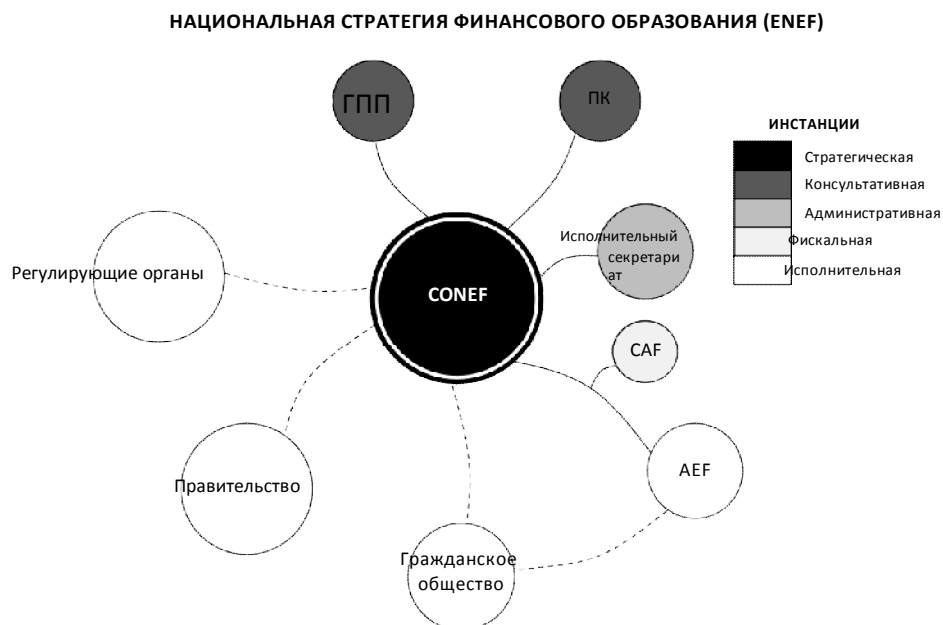 НАЦИОНАЛЬНАЯ СТРАТЕГИЯ ФИНАНСОВОГО ОБРАЗОВАНИЯ (ENEF)
ГПП
ПК
ИНСТАНЦИИ
Стратегическая
Консультативная
Административная
Фискальная
Исполнительная
Исполнительный
секретари
ат
Регулирующие органы
CONEF
CAF
AEF
Правительство
Гражданское
общество